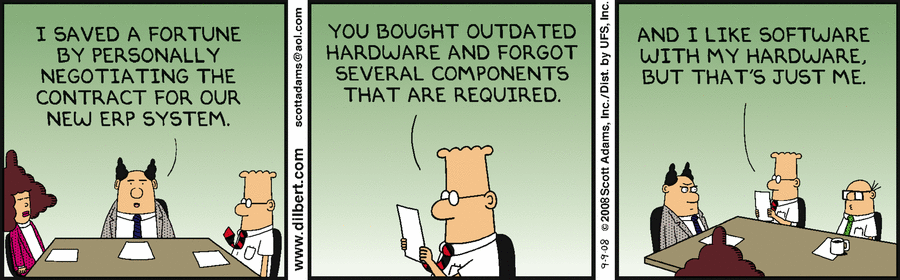 I SAVED A FORTUNE
BY PERSONALLY
NEGOTIATING THE
CONTRACT FOR OUR
NEW ERP SYSTEM.
www.dilbert.com
scottadams@aol.com
YOU BOUGHT OUTDATED
HARDWARE AND FORGOT
SEVERAL COMPONENTS
THAT ARE REQUIRED.
9-9-08 © 2008 Scott Adams, Inc./Dist. by UFS, Inc.
AND I LIKE SOFTWARE
WITH MY HARDWARE,
BUT THAT'S JUST ME.